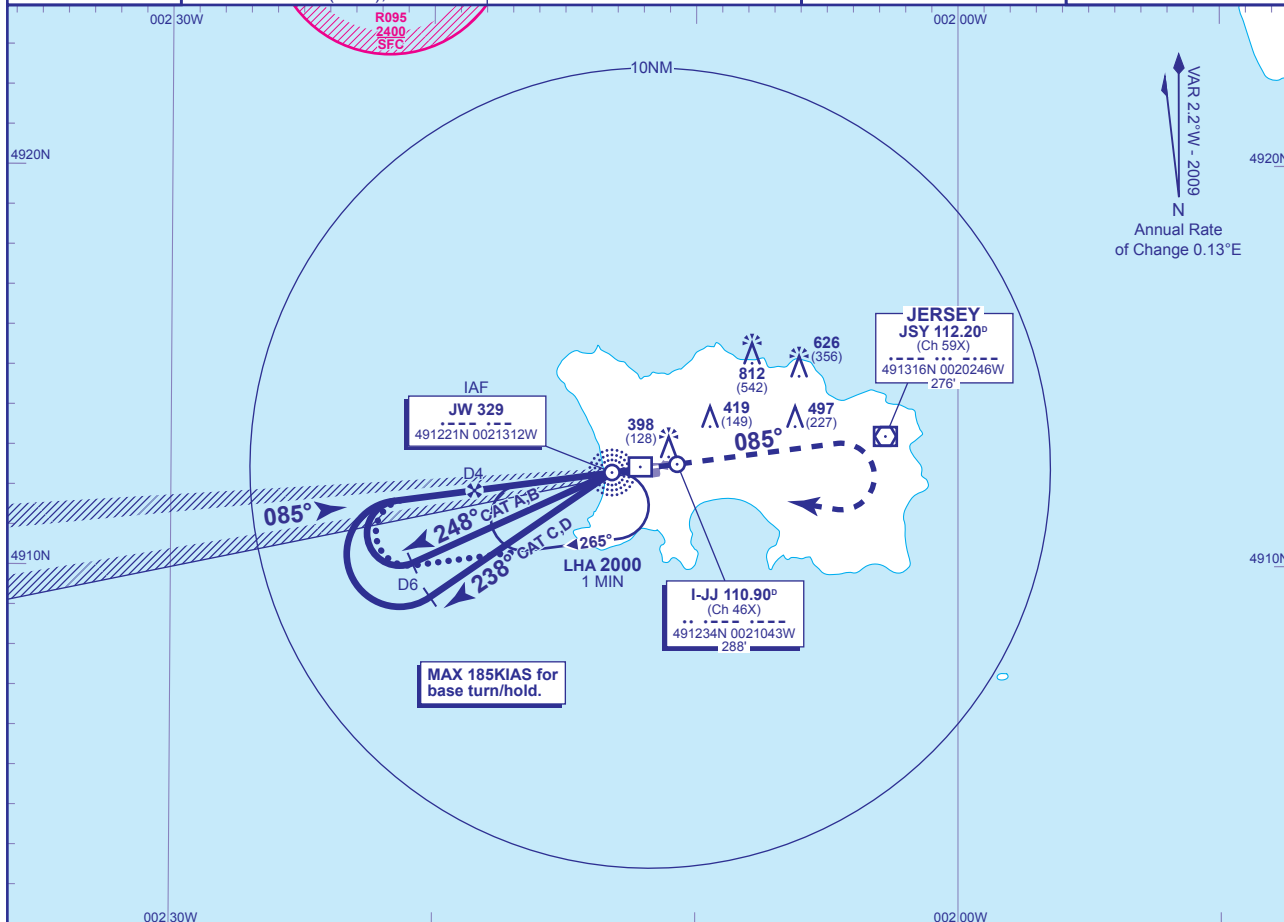 002 30W
002 00W
R095
2400
SFC
10NM
VAR 2.2°W - 2009
N
Annual Rate
of Change 0.13°E
4920N
4920N
JERSEY
JSY 112.20ᴰ
(Ch 59X)
491316N 0020246W
276'
812
(542)
626
(356)
419
(149)
497
(227)
398
(128)
IAF
JW 329
491221N 0021312W
085°
D4
085°
248° CAT A,B
238° CAT C,D
265°
LHA 2000
1 MIN
D6
4910N
4910N
I-JJ 110.90ᴰ
(Ch 46X)
491234N 0021043W
288'
MAX 185KIAS for
base turn/hold.
002 30W
002 00W